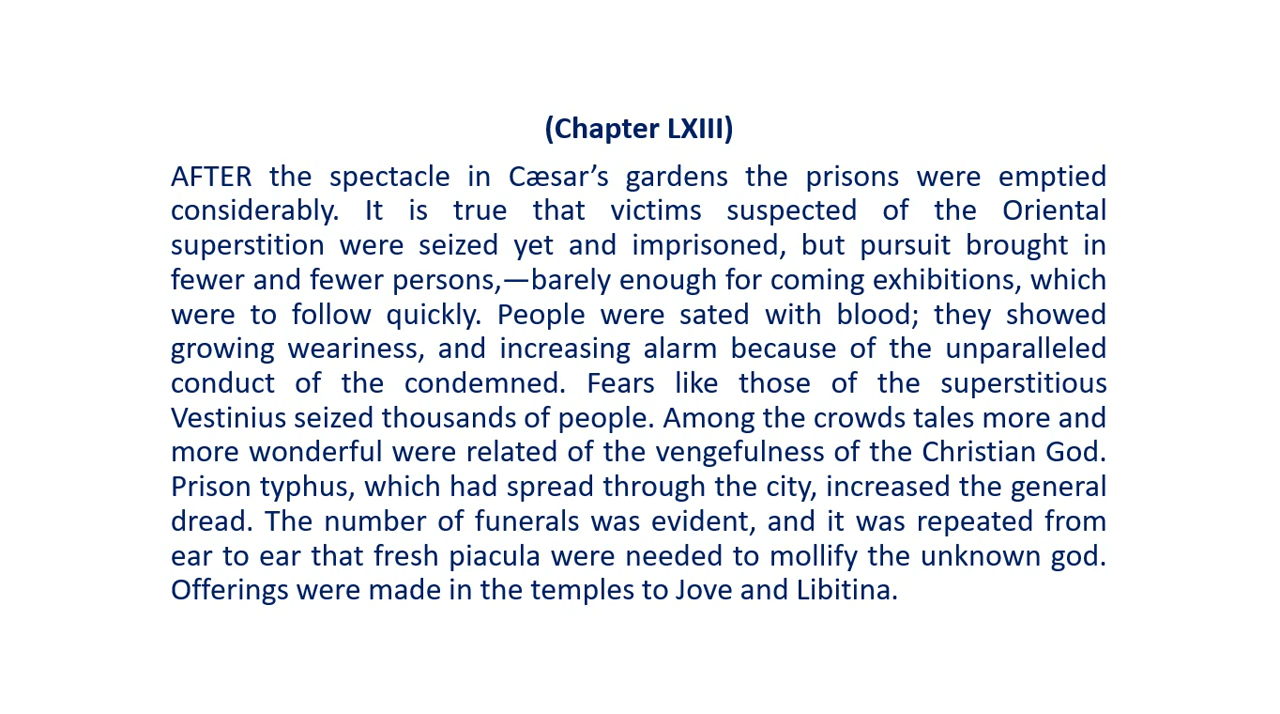 (Chapter LXIII)
AFTER the spectacle in Cæsar’s gardens the prisons were emptied
considerably. It is true that victims suspected of the Oriental
superstition were seized yet and imprisoned, but pursuit brought in
fewer and fewer persons,—barely enough for coming exhibitions, which
were to follow quickly. People were sated with blood; they showed
growing weariness, and increasing alarm because of the unparalleled
conduct of the condemned. Fears like those of the superstitious
Vestinius seized thousands of people. Among the crowds tales more and
more wonderful were related of the vengefulness of the Christian God.
Prison typhus, which had spread through the city, increased the general
dread. The number of funerals was evident, and it was repeated from
ear to ear that fresh piacula were needed to mollify the unknown god.
Offerings were made in the temples to Jove and Libitina.